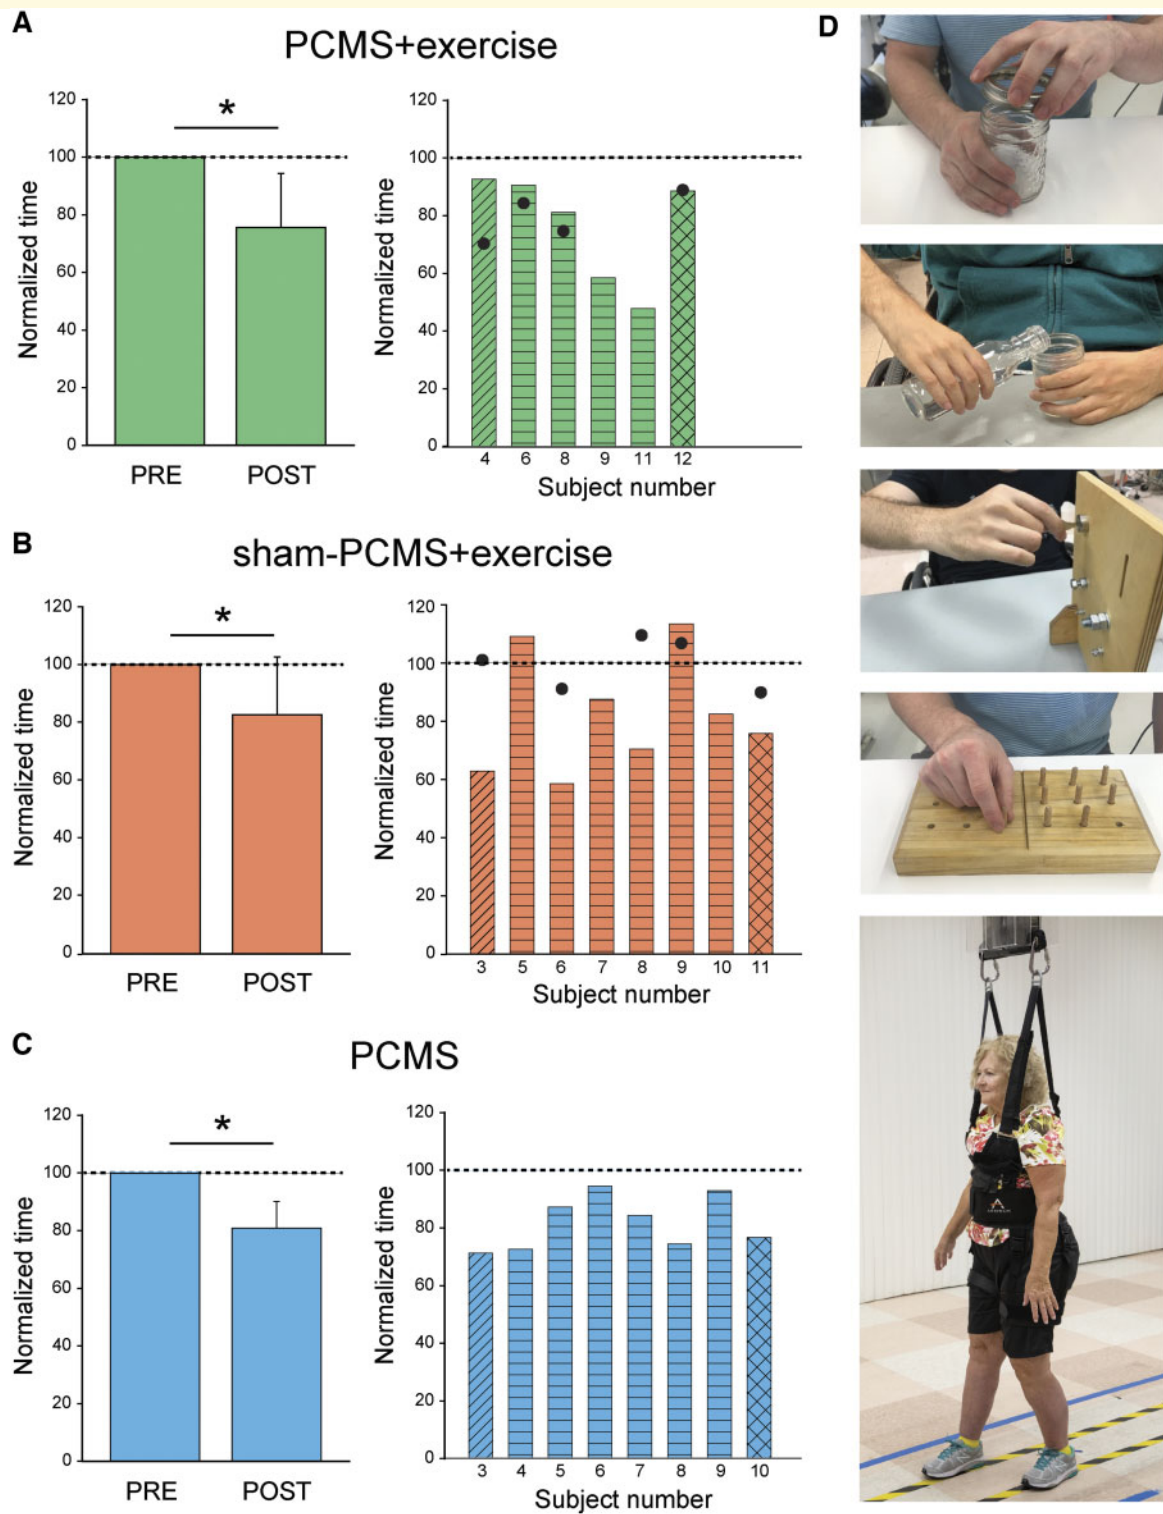 A
PCMS+exercise
*
Normalized time
120
100
80
60
40
20
0
PRE POST
Normalized time
120
100
80
60
40
20
0
4 6 8 9 11 12
Subject number
B
sham-PCMS+exercise
*
Normalized time
120
100
80
60
40
20
0
PRE POST
Normalized time
120
100
80
60
40
20
0
3 5 6 7 8 9 10 11
Subject number
C
PCMS
*
Normalized time
120
100
80
60
40
20
0
PRE POST
Normalized time
120
100
80
60
40
20
0
3 4 5 6 7 8 9 10
Subject number
D